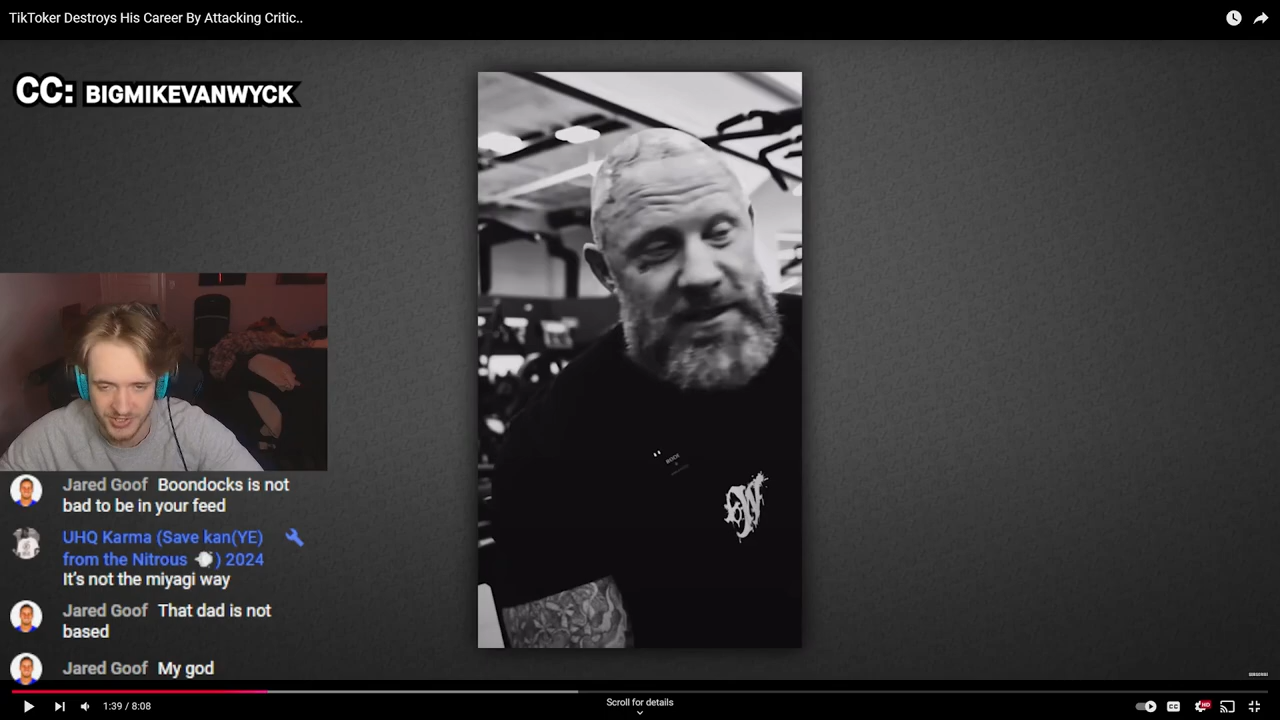 TikToker Destroys His Career By Attacking Critic..
CC: BIGMIKEVANWYCK
Jared Goof Boondocks is not
bad to be in your feed
UHQ Karma (Save kan(YE)
from the Nitrous 💨) 2024
It's not the miyagi way
Jared Goof That dad is not
based
Jared Goof My god
1:39 / 8:08
Scroll for details
CC
HD